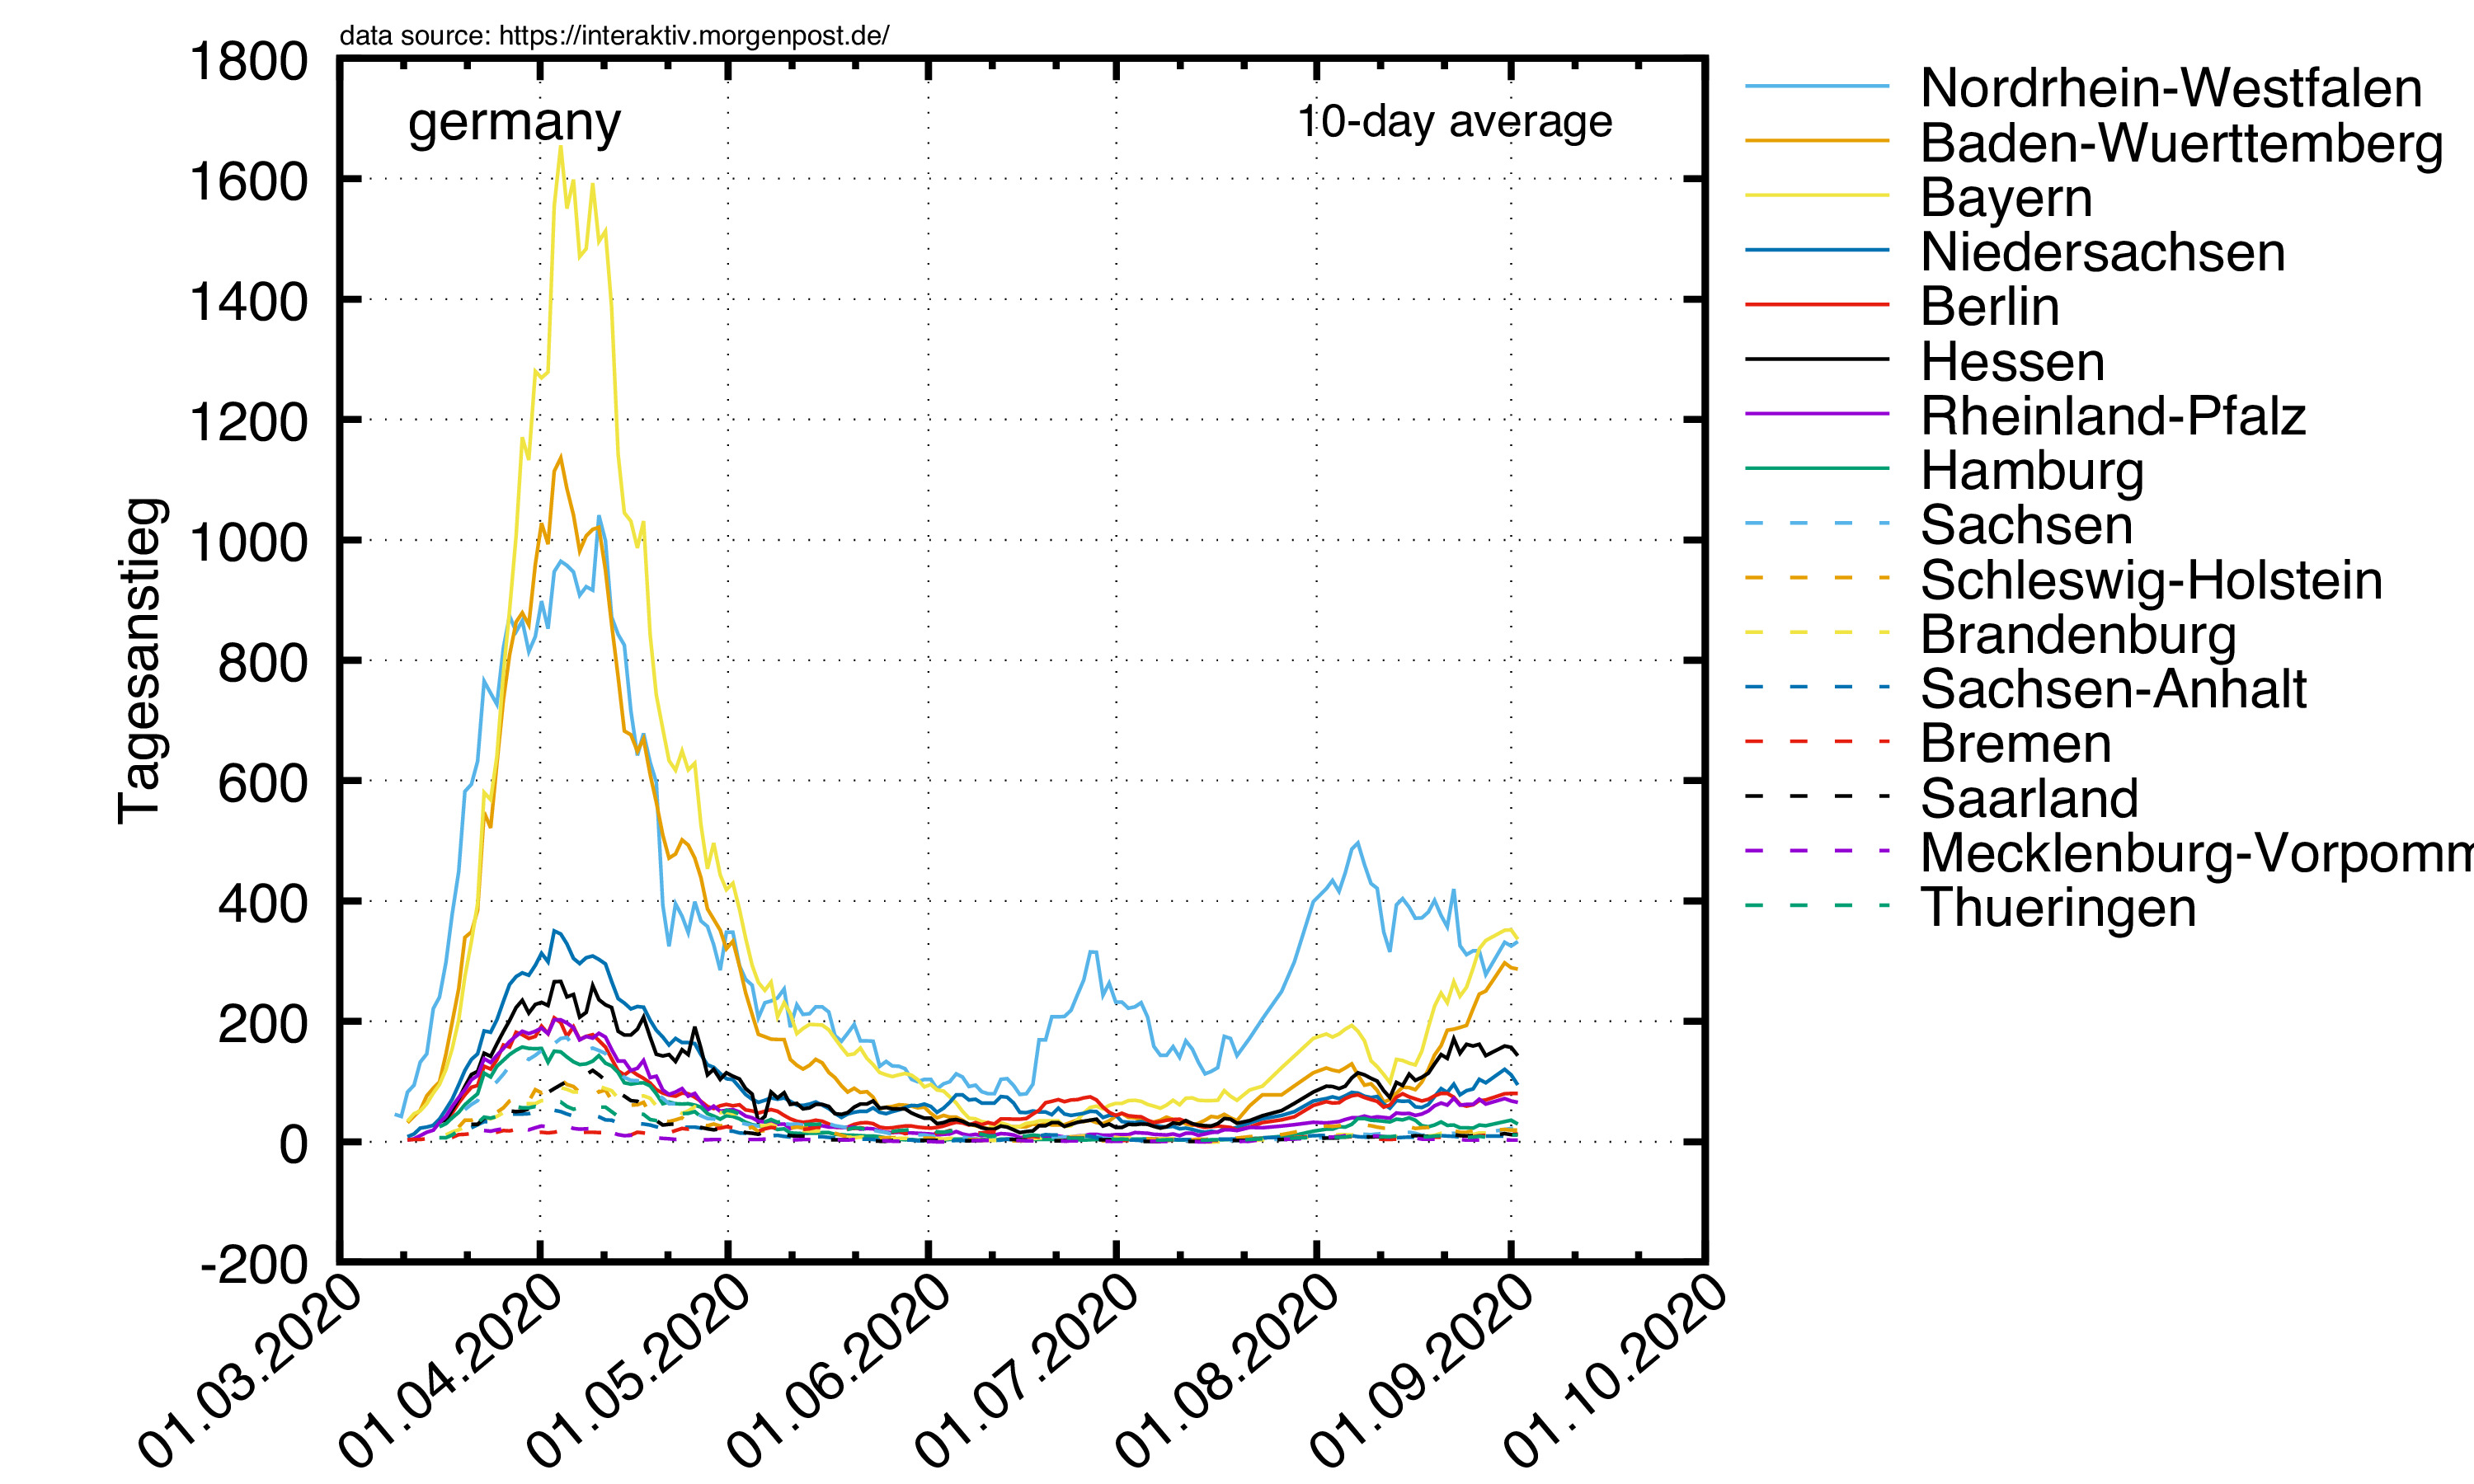 data source: https://interaktiv.morgenpost.de/
germany
10-day average
Tagesanstieg
1800
1600
1400
1200
1000
800
600
400
200
0
-200
01.03.2020
01.04.2020
01.05.2020
01.06.2020
01.07.2020
01.08.2020
01.09.2020
01.10.2020
Nordrhein-Westfalen
Baden-Wuerttemberg
Bayern
Niedersachsen
Berlin
Hessen
Rheinland-Pfalz
Hamburg
Sachsen
Schleswig-Holstein
Brandenburg
Sachsen-Anhalt
Bremen
Saarland
Mecklenburg-Vorpomm
Thueringen